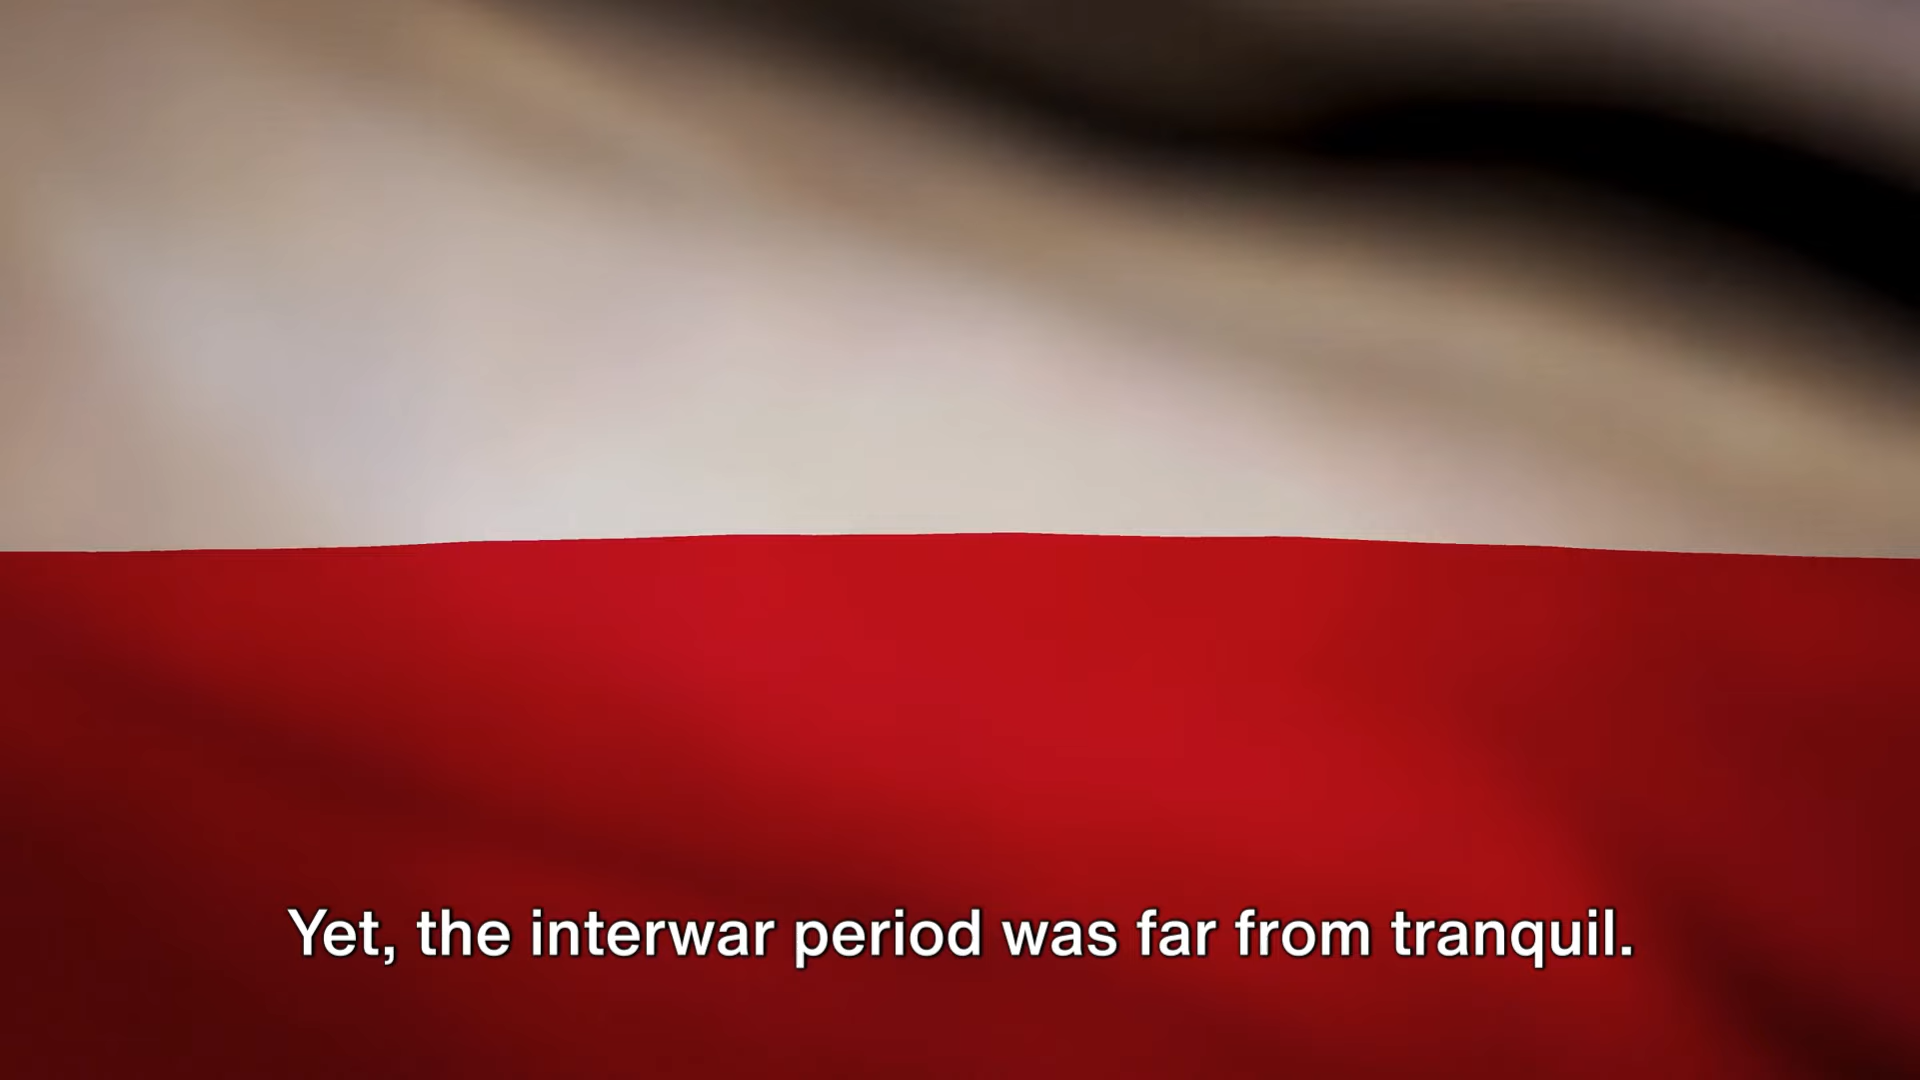 Yet, the interwar period was far from tranquil.